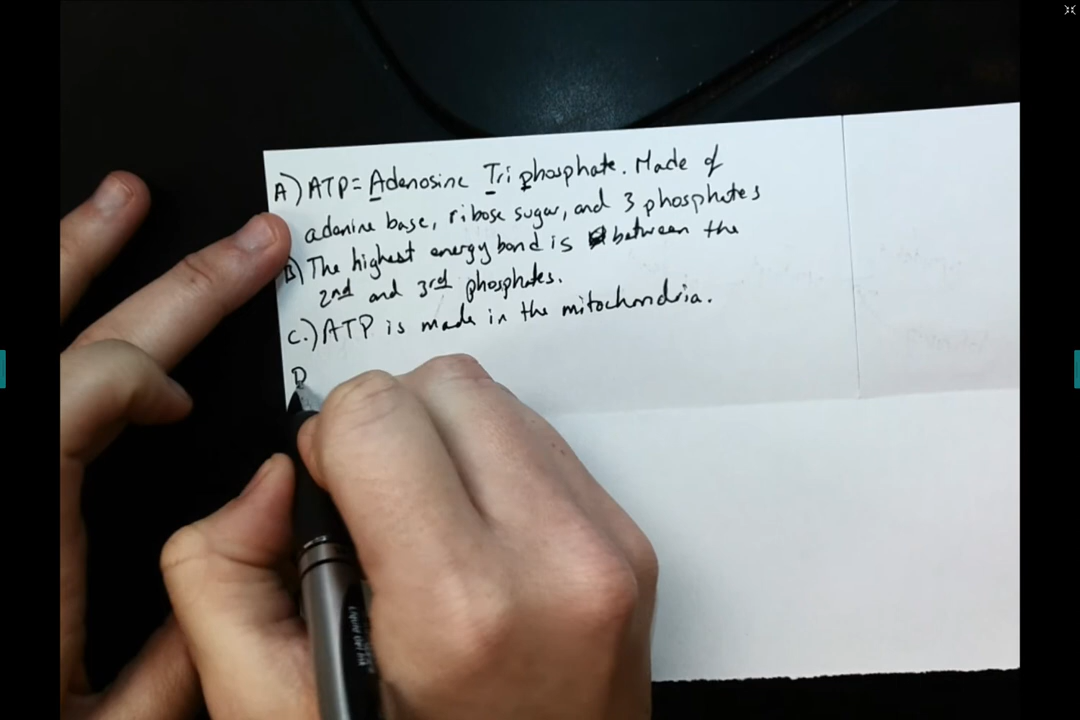 A) ATP= Adenosine Triphosphate. Made of
adenine base, ribose sugar, and 3 phosphates
B) The highest energy bond is between the
2nd and 3rd phosphates.
C.) ATP is made in the mitochondria.
D